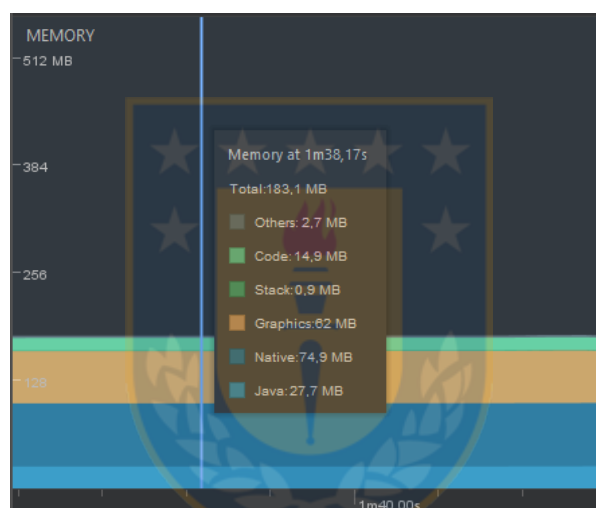 MEMORY
512 MB
Memory at 1m38,17s
384
Total:183,1 MB
Others: 2,7 MB
Code:14,9 MB
256
Stack:0,9 MB
Graphics:62 MB
Native:74,9 MB
128
Java:27,7 MB
1m40,00s